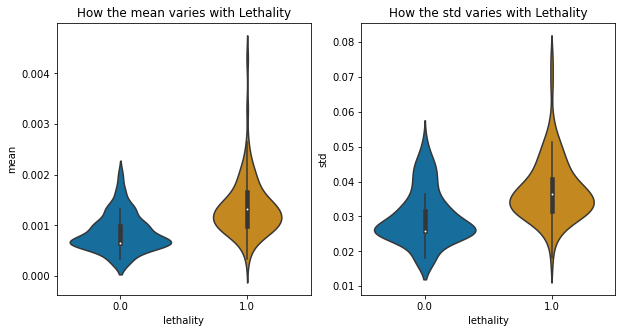 How the mean varies with Lethality
mean
0.004
0.003
0.002
0.001
0.000
0.0
1.0
lethality
How the std varies with Lethality
std
0.08
0.07
0.06
0.05
0.04
0.03
0.02
0.01
0.0
1.0
lethality